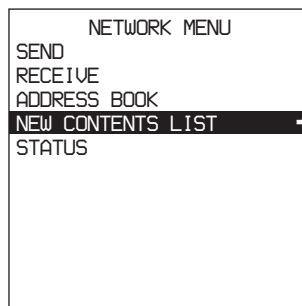 NETWORK MENU
SEND
RECEIVE
ADDRESS BOOK
NEW CONTENTS LIST
STATUS